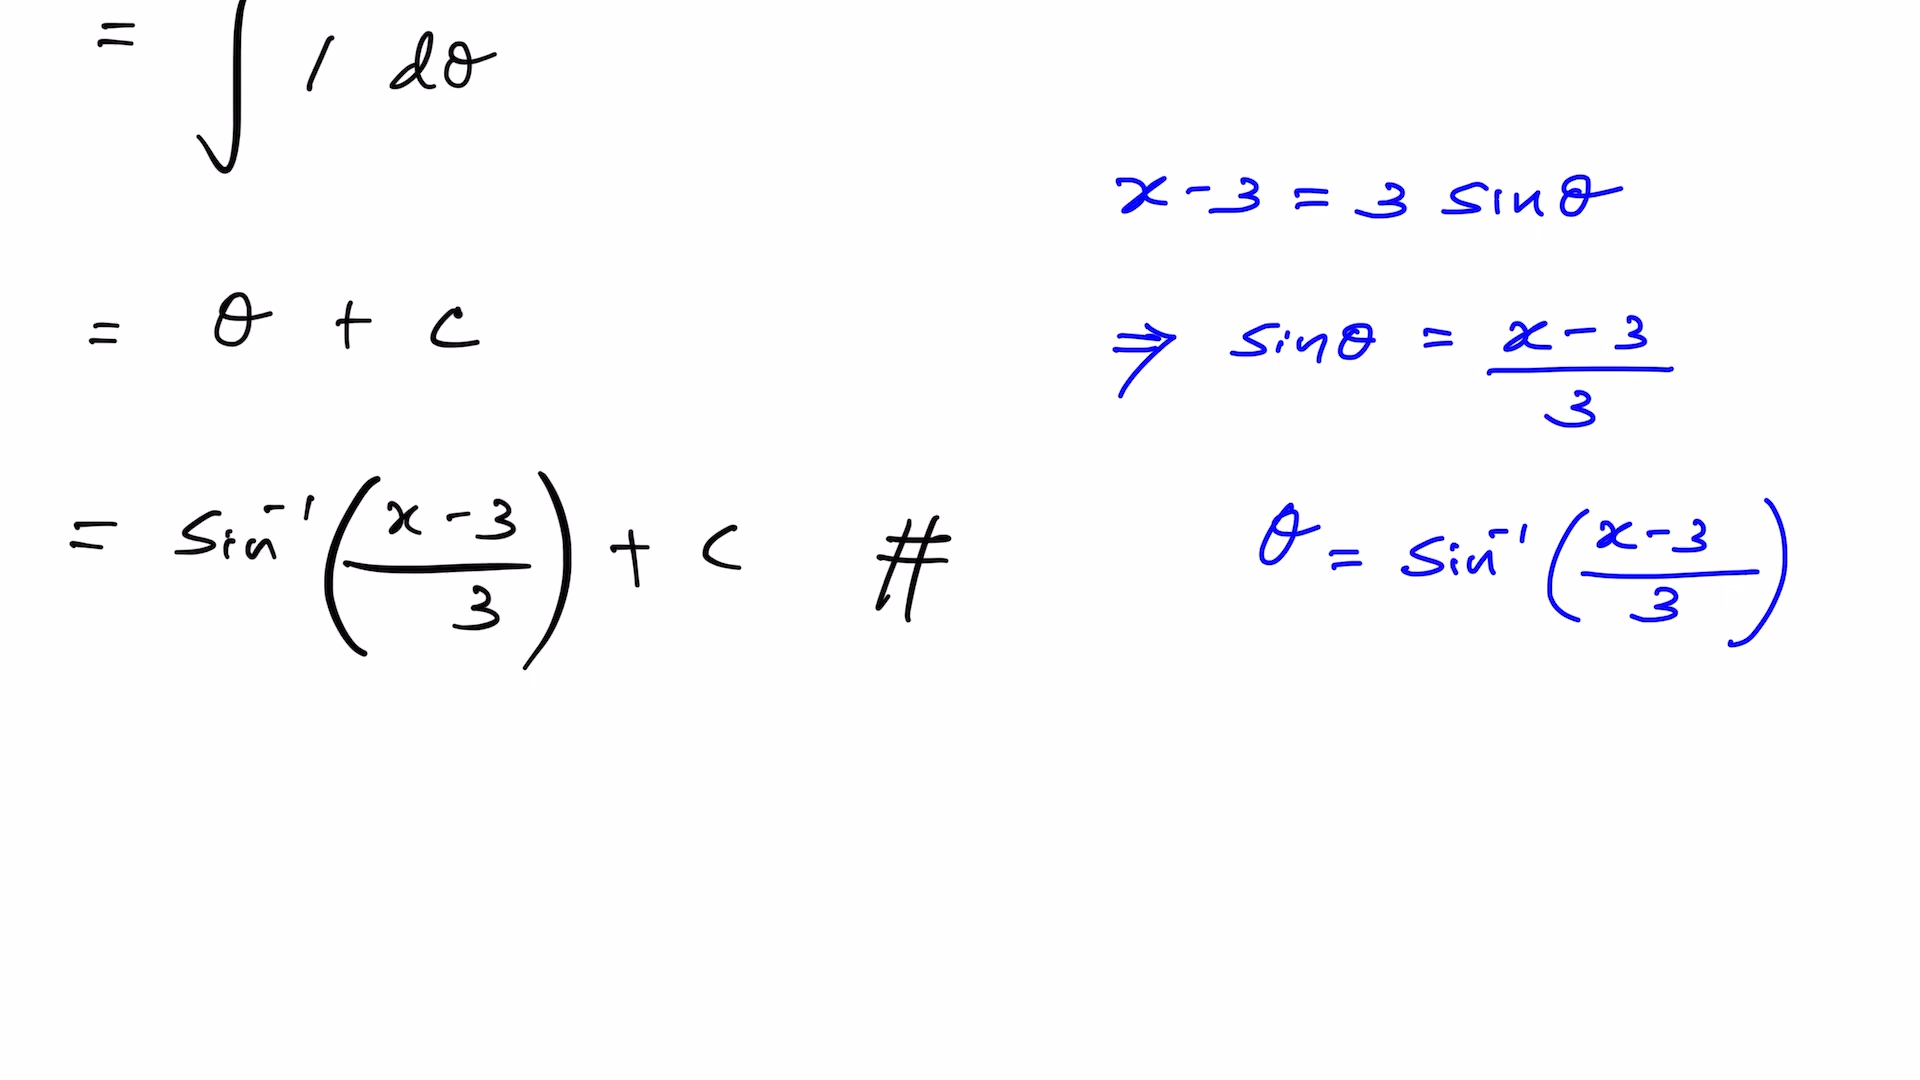 = ∫ 1 dθ
= θ + c
= sin⁻¹((x-3)/3) + c #
x-3 = 3 sinθ
⇒ sinθ = (x-3)/3
θ = sin⁻¹((x-3)/3)